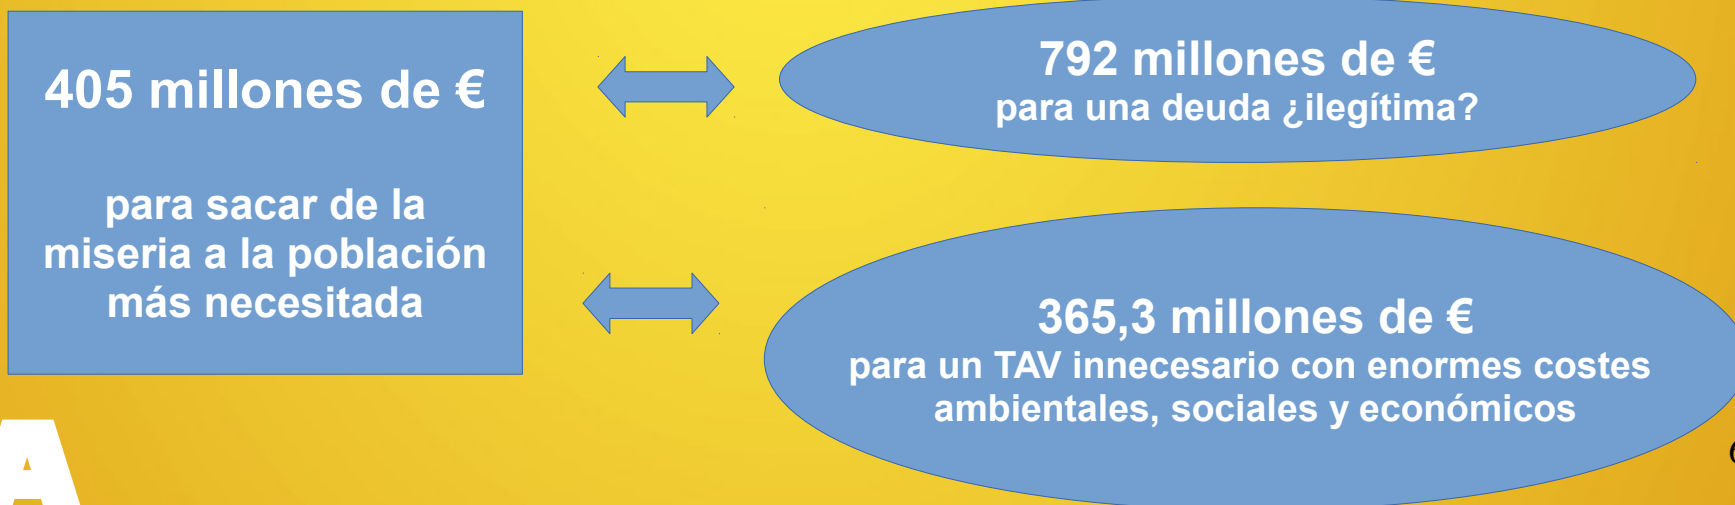 405 millones de €
para sacar de la
miseria a la población
más necesitada
792 millones de €
para una deuda ¿ilegítima?
365,3 millones de €
para un TAV innecesario con enormes costes
ambientales, sociales y económicos
A